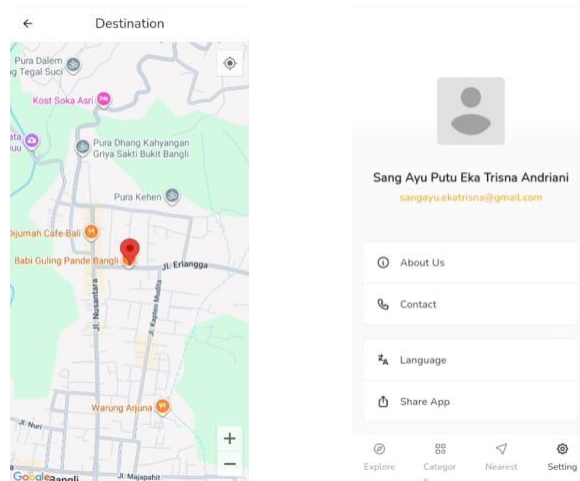 Destination
Pura Dalem
g Tegal Suci
Kost Soka Asri
ata
uu
Pura Dhang Kahyangan
Griya Sakti Bukit Bangli
Pura Kehen
Dijumah Cafe Bali
Babi Guling Pande Bangli
Jl. Erlangga
Jl. Nusantara
Jl. Kapten Mudita
Warung Arjuna
Jl. Nuri
Google
Bangli
Jl. Majapahit
Sang Ayu Putu Eka Trisna Andriani
sangayu.ekatrisna@gmail.com
About Us
Contact
Language
Share App
Explore
Categor
y
Nearest
Setting